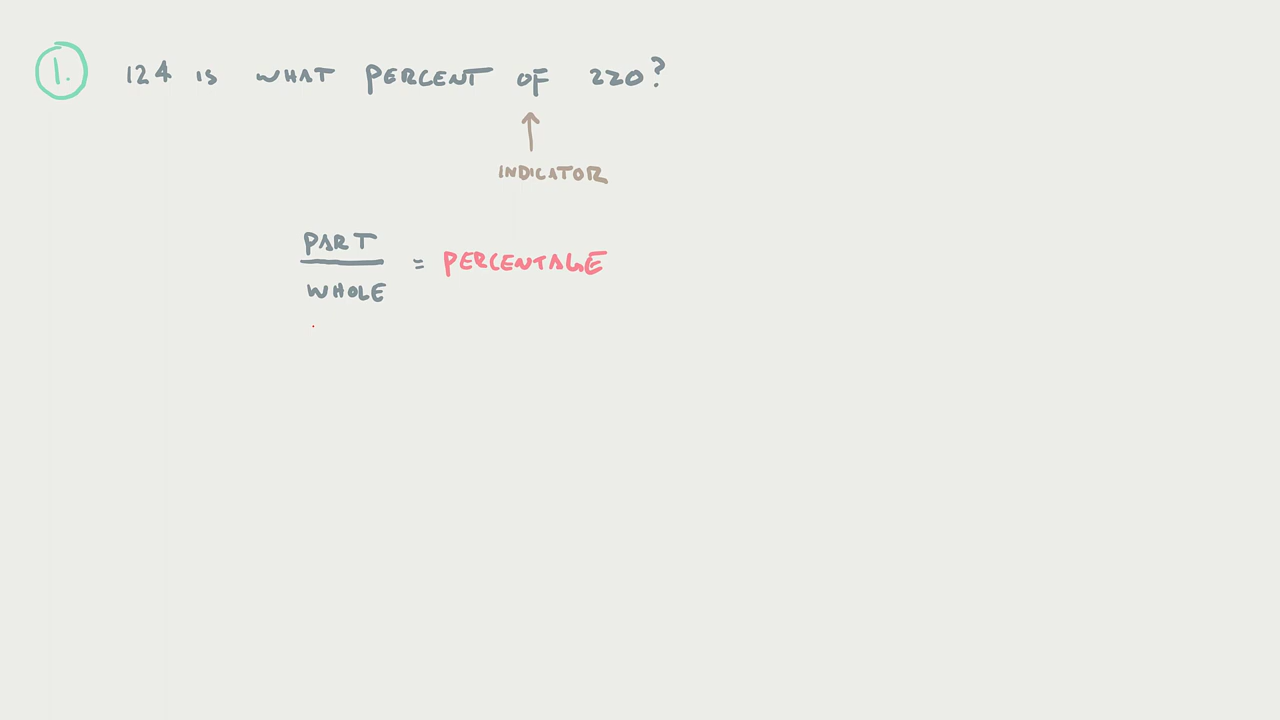 1. 124 IS WHAT PERCENT OF 220?
INDICATOR
PART
WHOLE
= PERCENTAGE